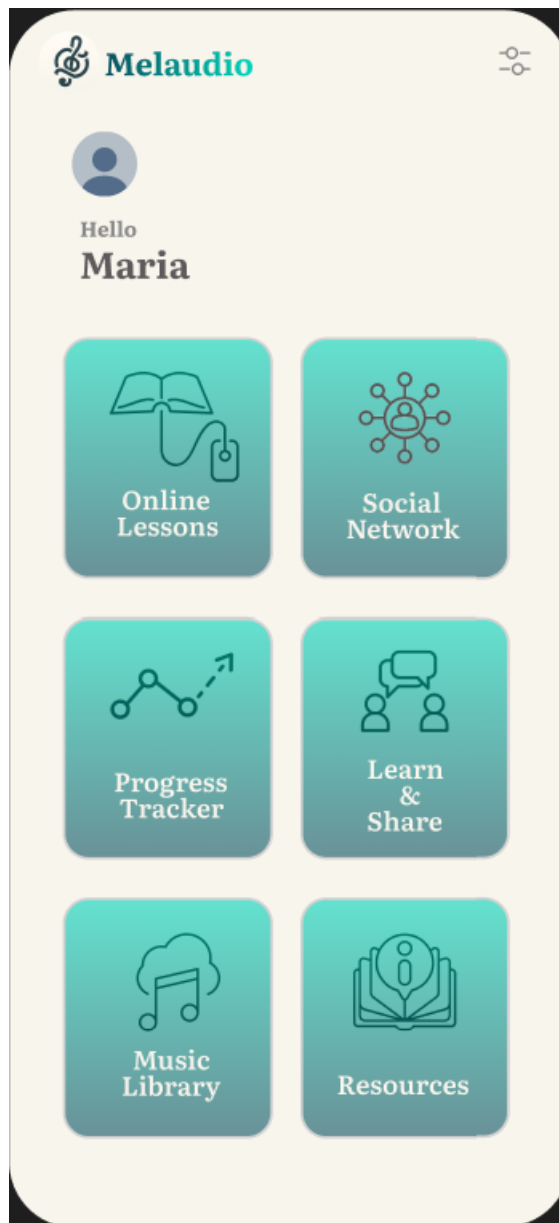 Melaudio
Hello
Maria
Online
Lessons
Social
Network
Progress
Tracker
Learn
&
Share
Music
Library
Resources